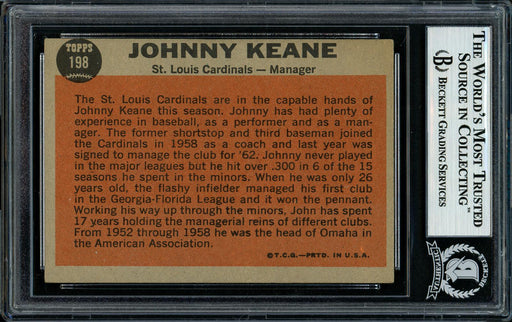 TOPPS
198
JOHNNY KEANE
St. Louis Cardinals — Manager
The St. Louis Cardinals are in the capable hands of
Johnny Keane this season. Johnny has had plenty of
experience in baseball, as a performer and as a man-
ager. The former shortstop and third baseman joined
the Cardinals in 1958 as a coach and last year was
signed to manage the club for '62. Johnny never played
in the major leagues but he hit over .300 in 6 of the 15
seasons he spent in the minors. When he was only 26
years old, the flashy infielder managed his first club
in the Georgia-Florida League and it won the pennant.
Working his way up through the minors, John has spent
17 years holding the managerial reins of different clubs.
From 1952 through 1958 he was the head of Omaha in
the American Association.
©T.C.G.—PRTD. IN U.S.A.
THE WORLD'S MOST TRUSTED
SOURCE IN COLLECTING™
B
BECKETT GRADING SERVICES
BECKETT
B
AUTHENTIC